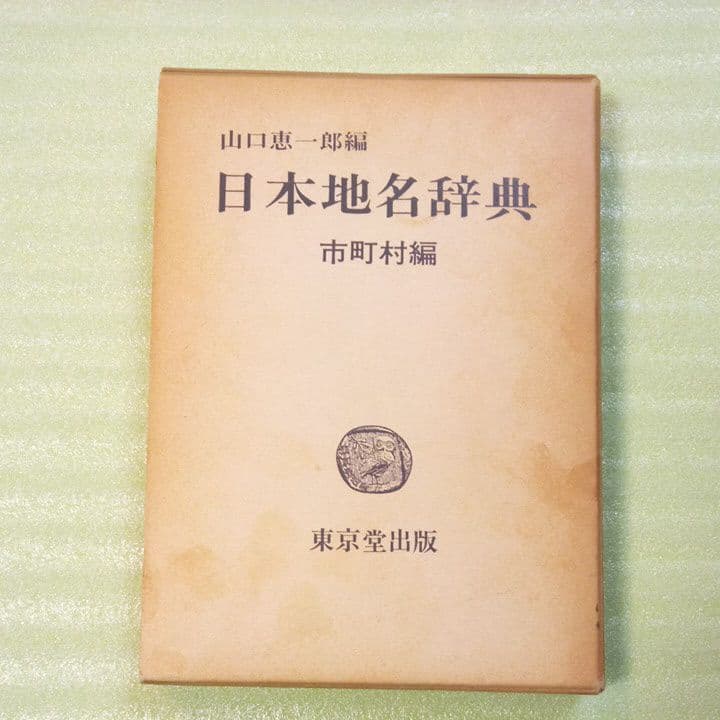 山口恵一郎編
日本地名辞典
市町村編
東京堂出版